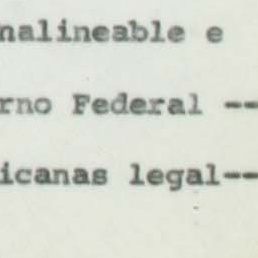 nalineable e
rno Federal --
icanas legal--